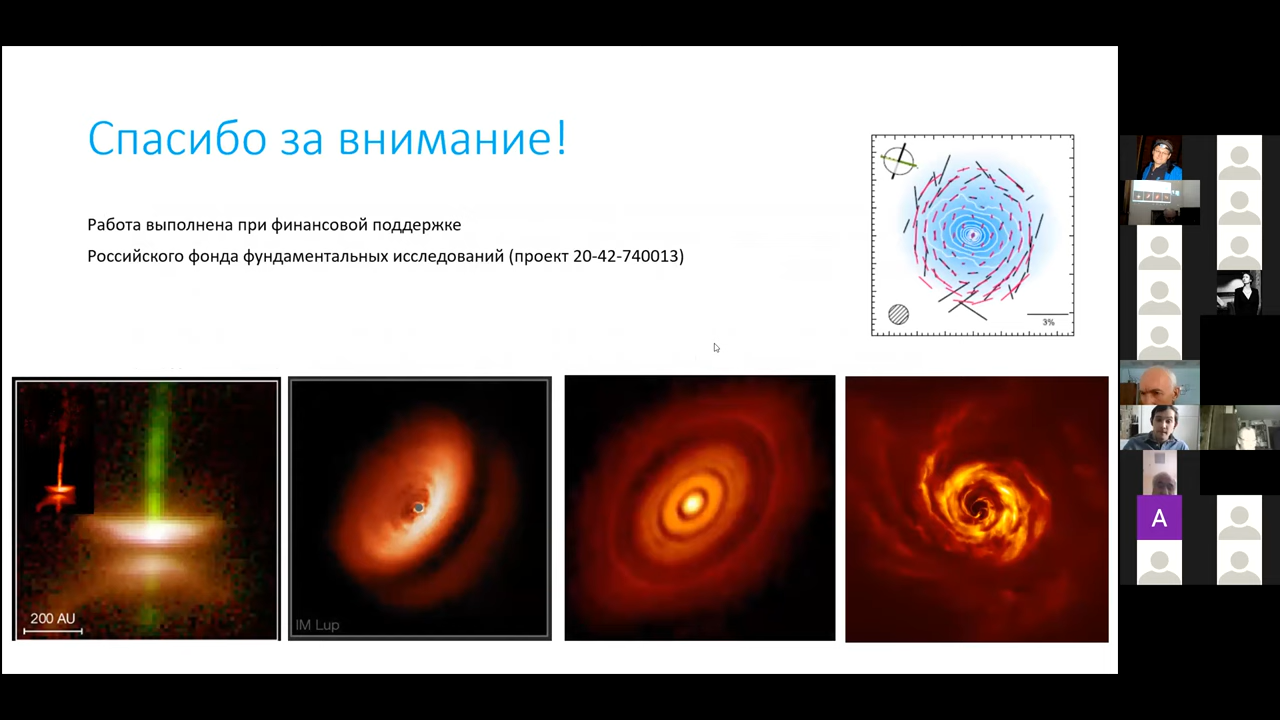 Спасибо за внимание!
Работа выполнена при финансовой поддержке
Российского фонда фундаментальных исследований (проект 20-42-740013)
3%
200 AU
IM Lup
A